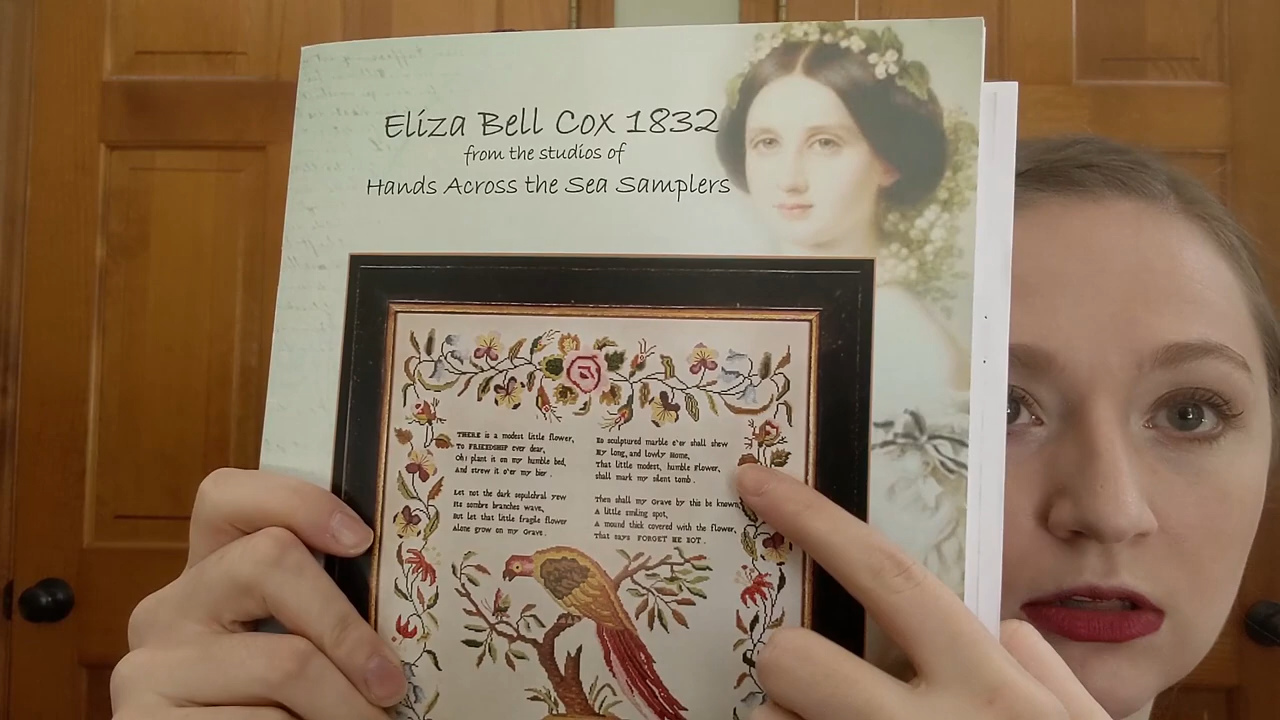 Eliza Bell Cox 1832
from the studios of
Hands Across the Sea Samplers
THERE is a modest little flower,
To FRIENDSHIP ever dear,
Oh! plant it on my humble bed,
And strew it o'er my bier.
Let not the dark sepulchral yew
Its sombre branches wave,
But let that little fragile flower
Alone grow on my Grave.
No sculptured marble e'er shall shew
My long, and lowly Home,
That little modest, humble Flower,
shall mark my silent tomb.
Then shall my Grave by this be known
A little smiling spot,
A mound thick covered with the flower,
That says FORGET ME NOT.